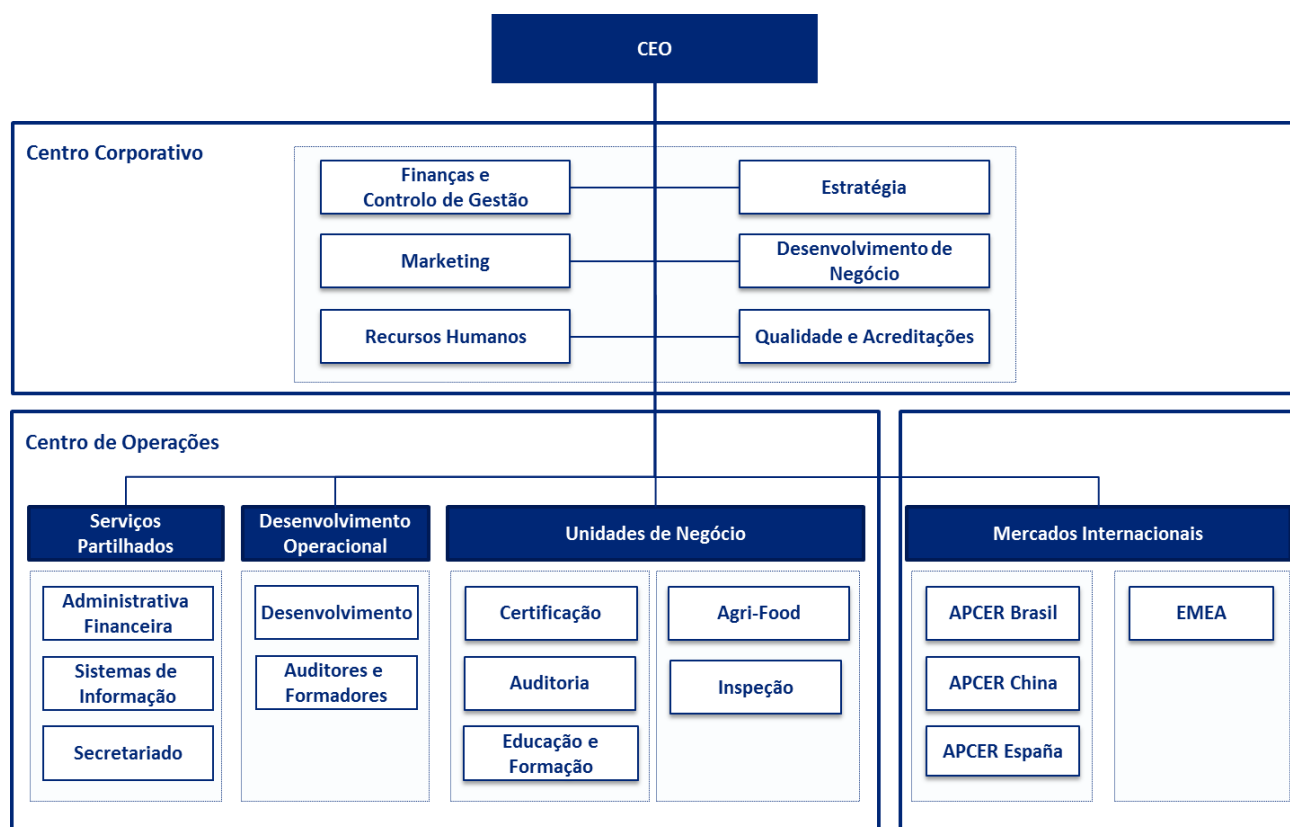 CEO
Centro Corporativo
Finanças e
Controlo de Gestão
Estratégia
Marketing
Desenvolvimento de
Negócio
Recursos Humanos
Qualidade e Acreditações
Centro de Operações
Serviços
Partilhados
Desenvolvimento
Operacional
Unidades de Negócio
Mercados Internacionais
Administrativa
Financeira
Sistemas de
Informação
Secretariado
Desenvolvimento
Auditores e
Formadores
Certificação
Auditoria
Educação e
Formação
Agri-Food
Inspeção
APCER Brasil
APCER China
APCER España
EMEA